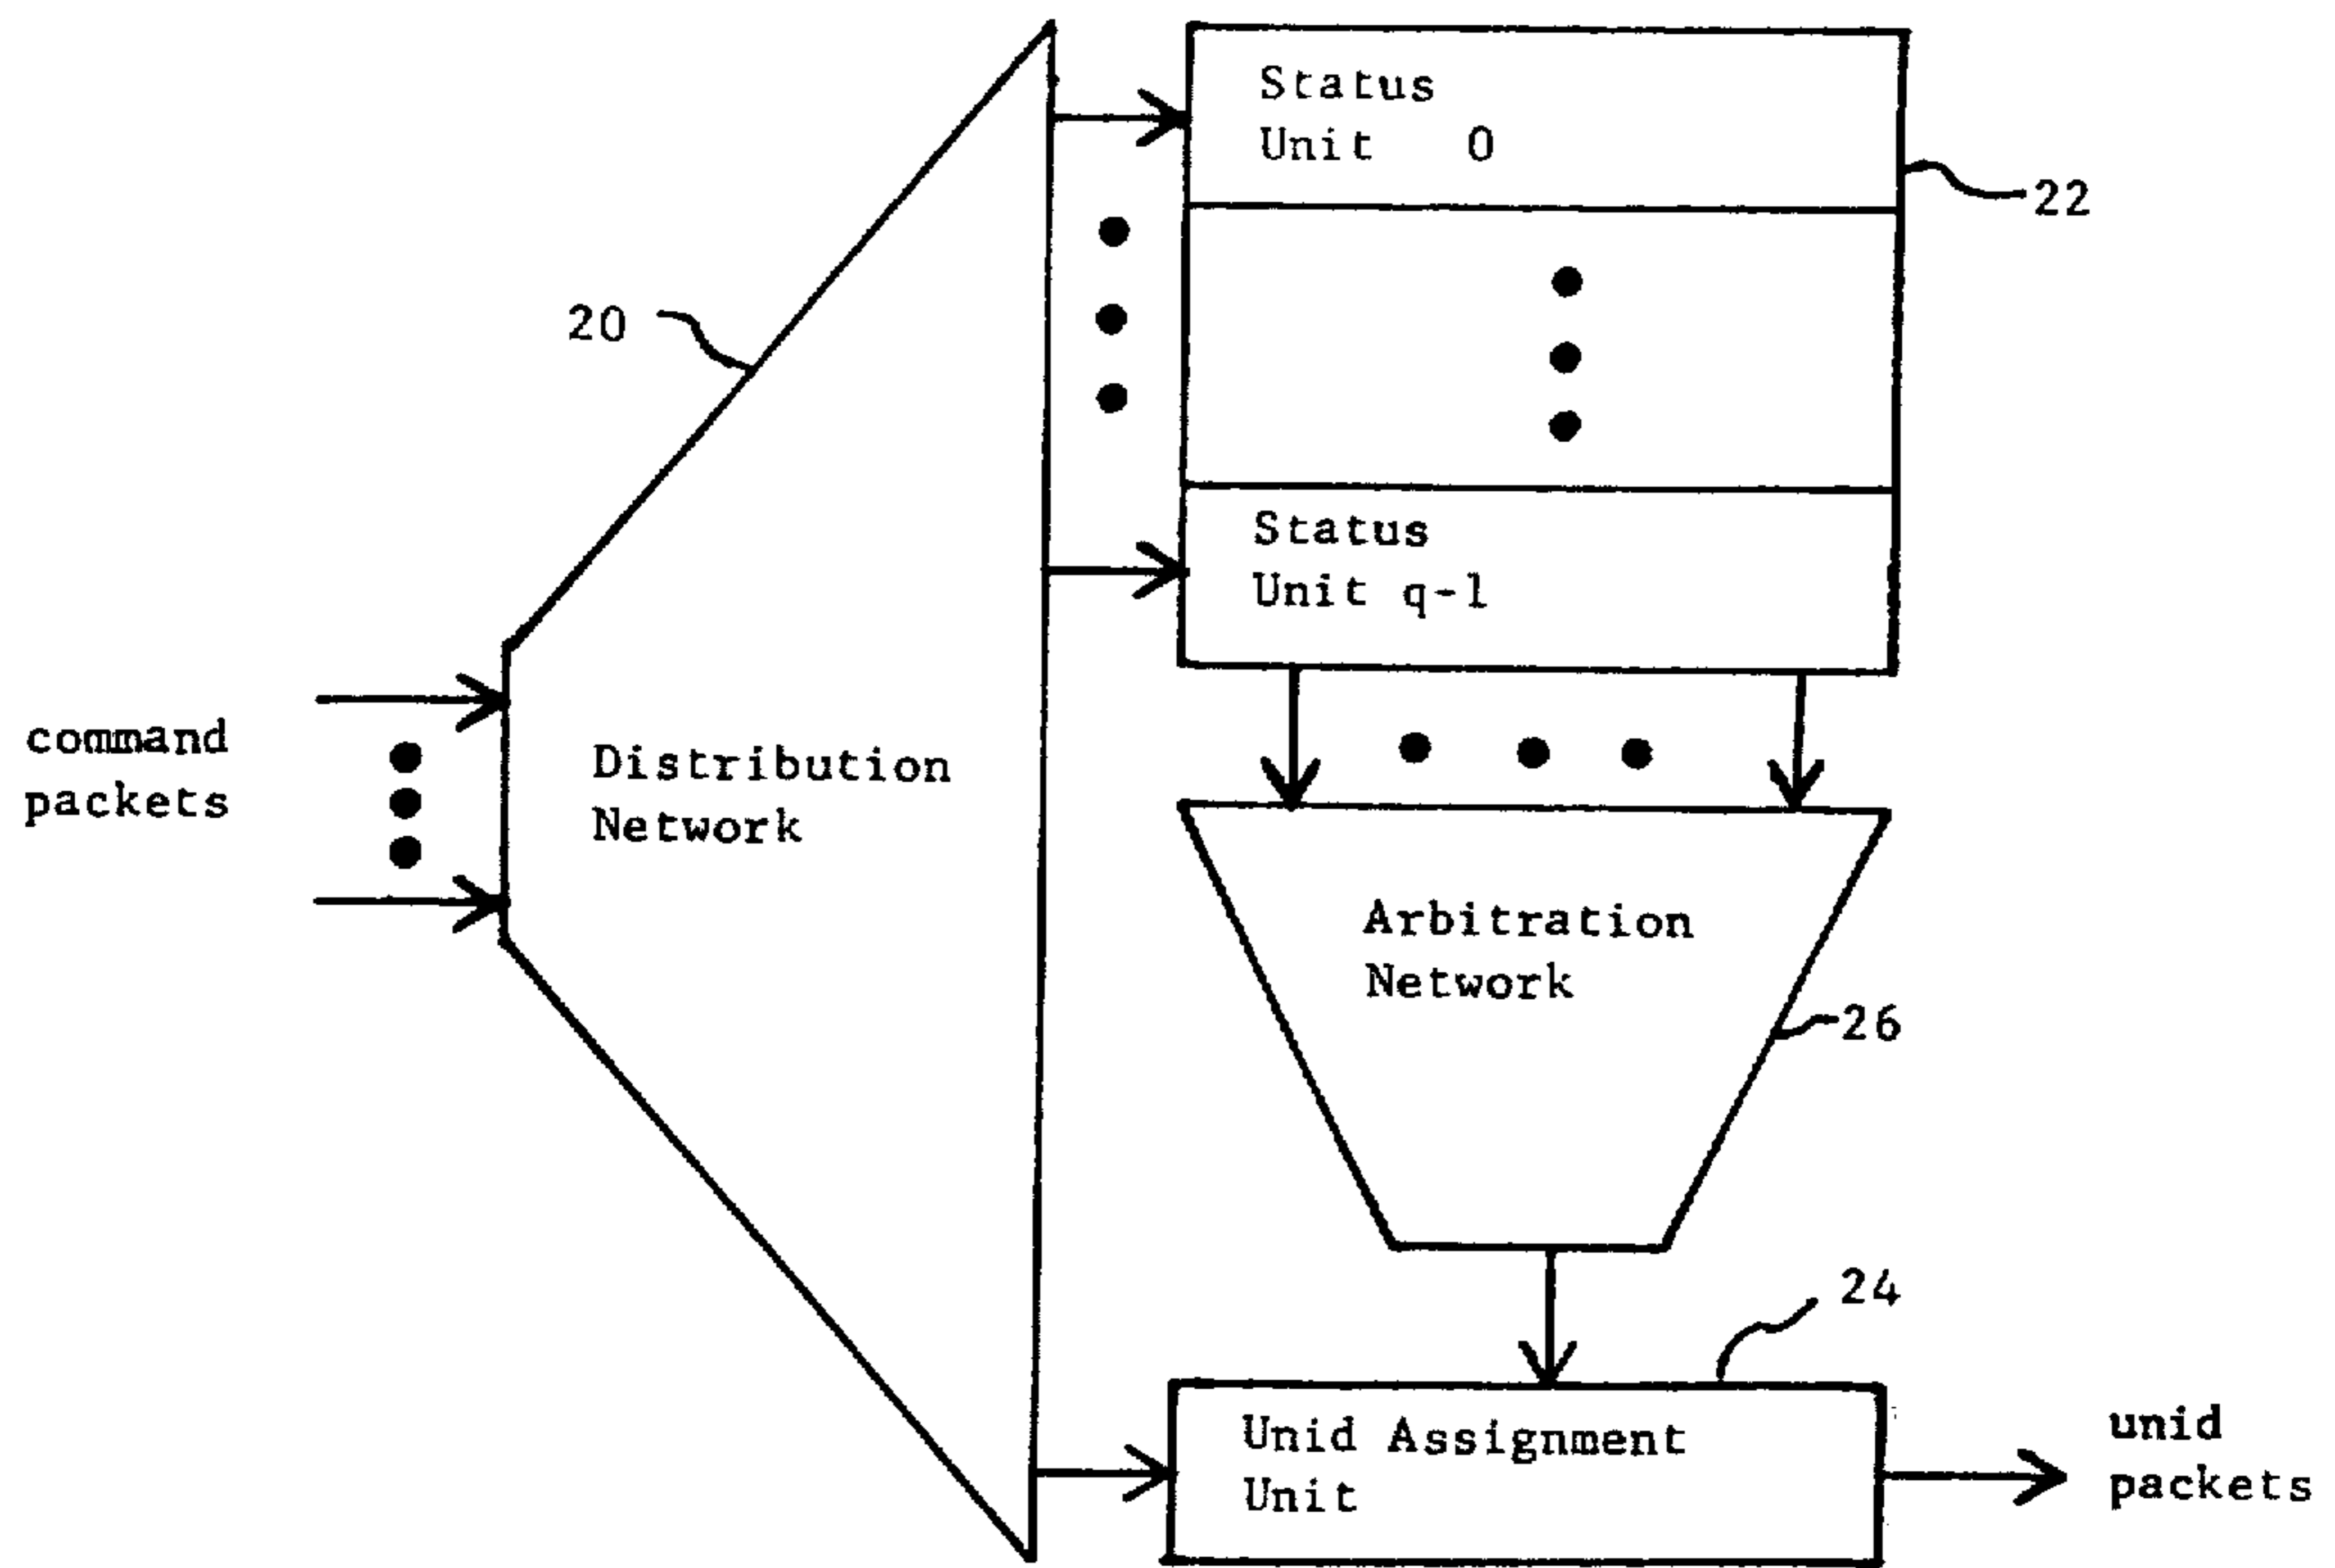 Status
Unit 0
22
20
Status
Unit q-1
command
packets
Distribution
Network
Arbitration
Network
26
24
Unid Assignment
Unit
unid
packets